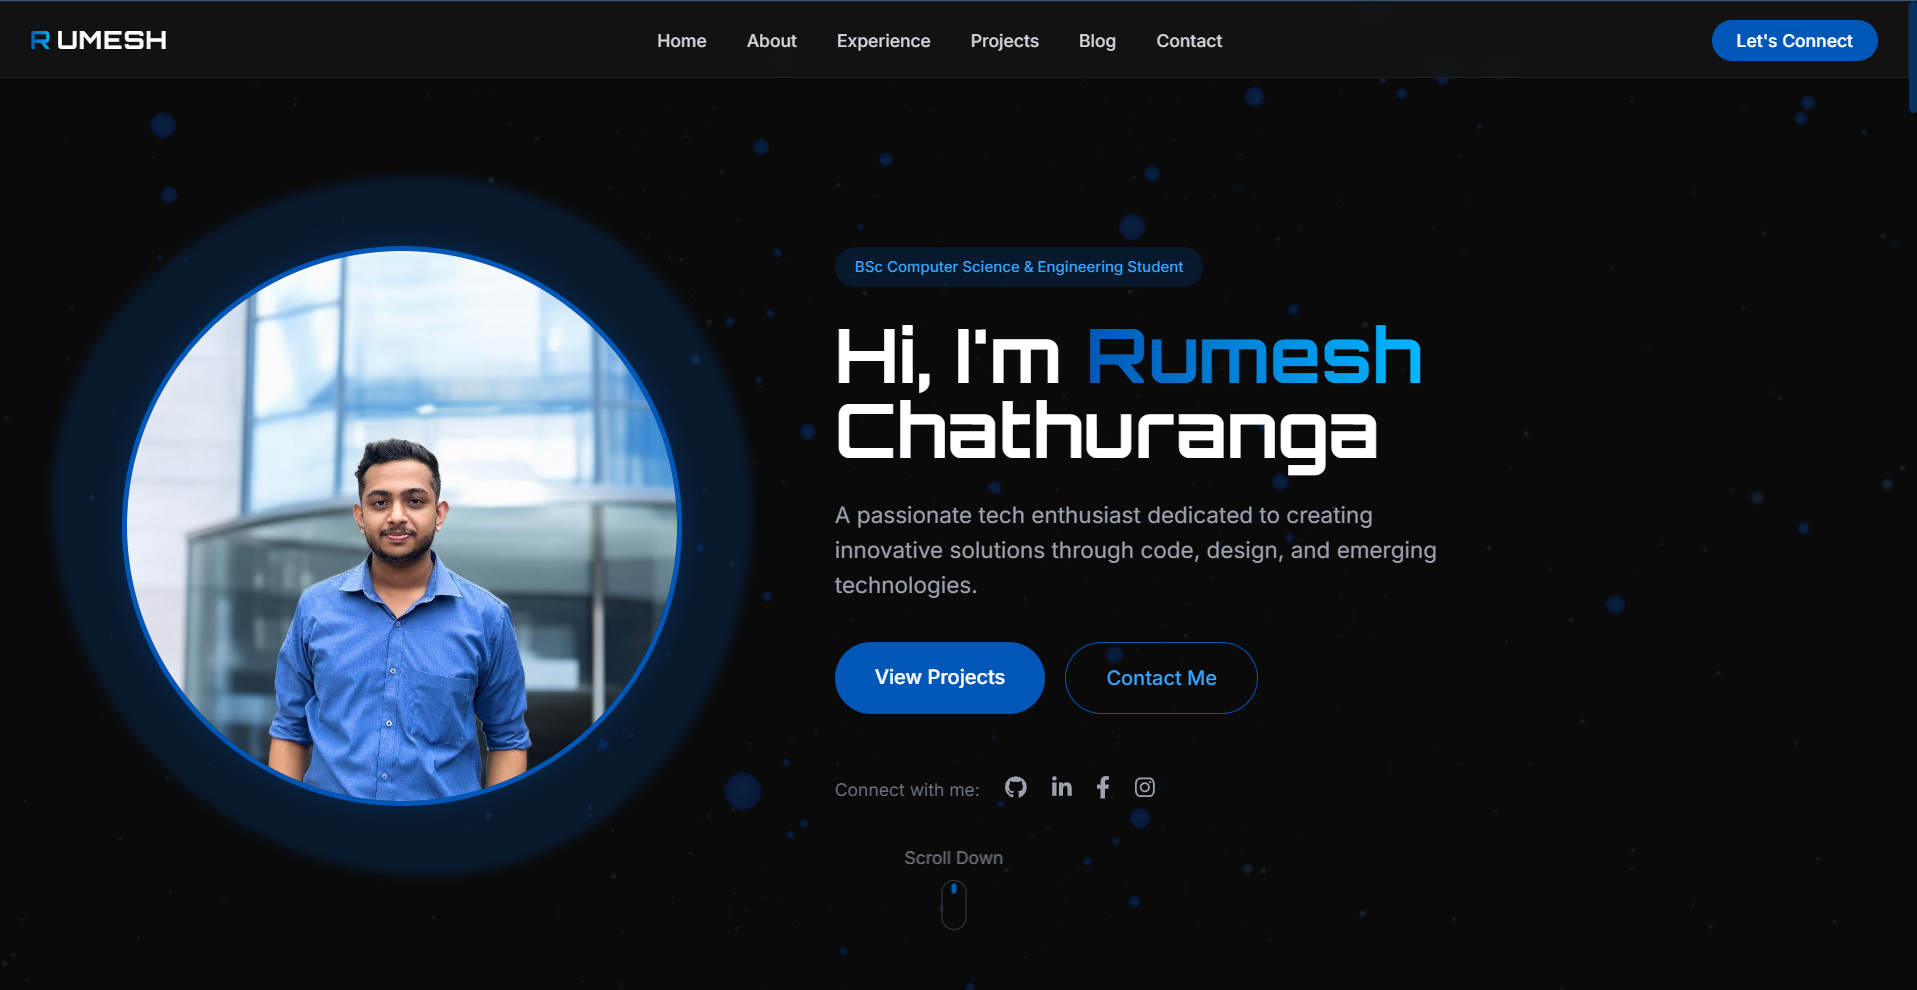 R UMESH
Home About Experience Projects Blog Contact
Let's Connect
BSc Computer Science & Engineering Student
Hi, I'm Rumesh
Chathuranga
A passionate tech enthusiast dedicated to creating
innovative solutions through code, design, and emerging
technologies.
View Projects
Contact Me
Connect with me:
Scroll Down